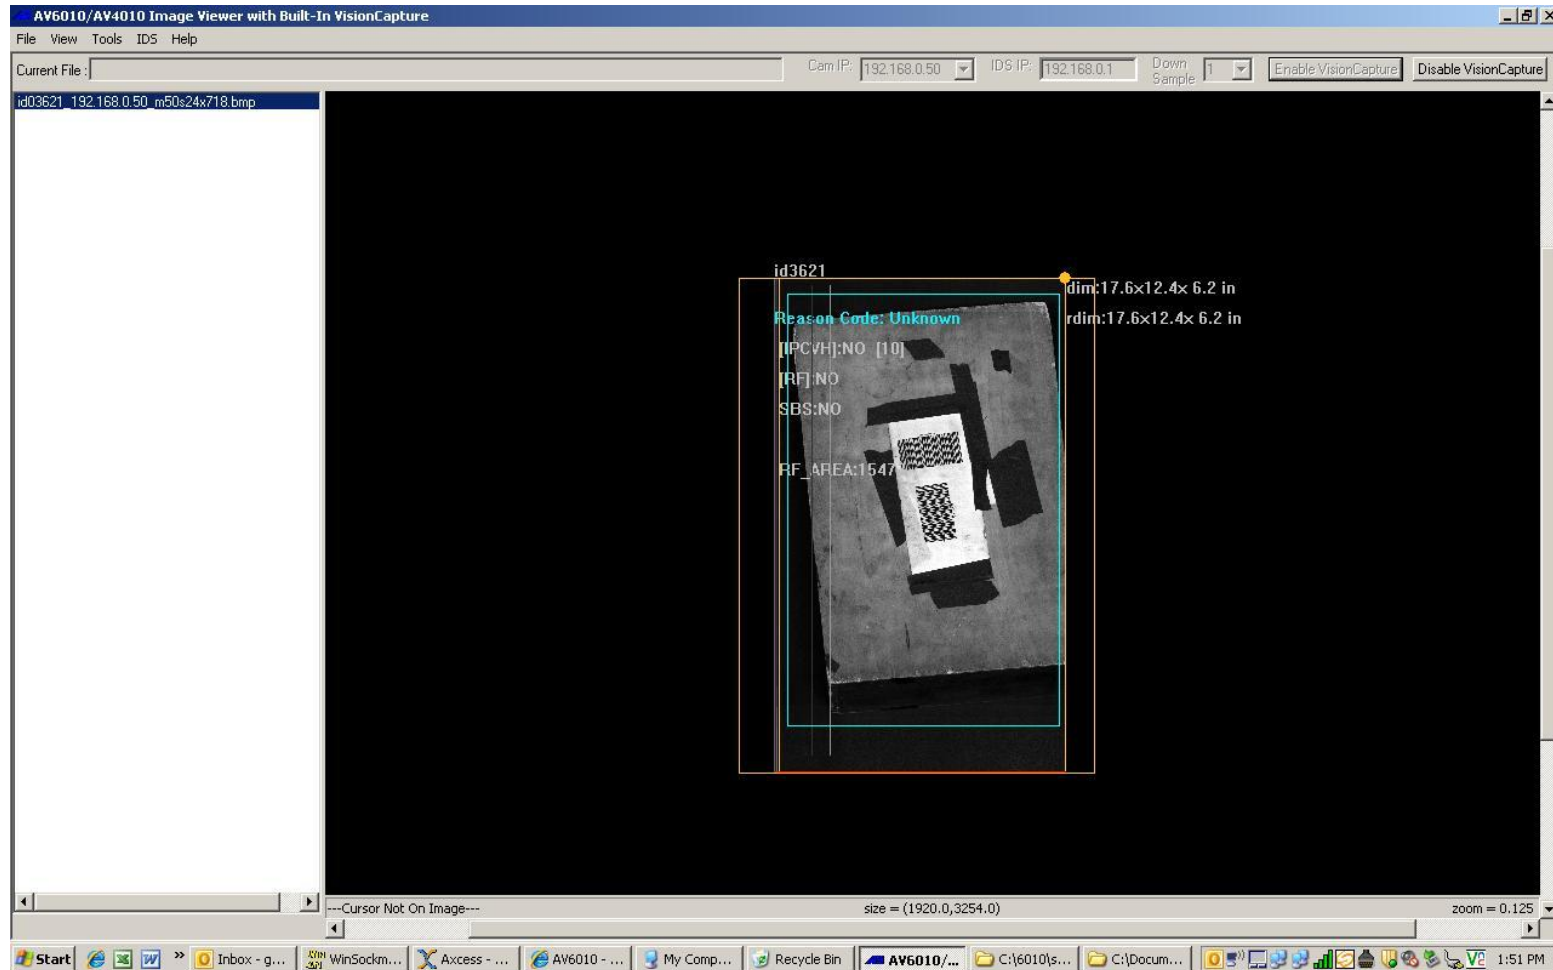 AV6010/AV4010 Image Viewer with Built-In VisionCapture
File View Tools IDS Help
Current File : Cam IP: 192.168.0.50 IDS IP: 192.168.0.1 Down Sample 1 Enable VisionCapture Disable VisionCapture
id03621_192.168.0.50_m50s24x718.bmp
id3621
dim:17.6x12.4x 6.2 in
Reason Code: Unknown
rdim:17.6x12.4x 6.2 in
[IPCVH]:NO [10]
[RF]:NO
SBS:NO
RF_AREA:1547
---Cursor Not On Image--- size = (1920.0,3254.0) zoom = 0.125
Start » Inbox - g... WinSockm... Axcess - ... AV6010 - ... My Comp... Recycle Bin AV6010/... C:\6010\s... C:\Docum... 1:51 PM